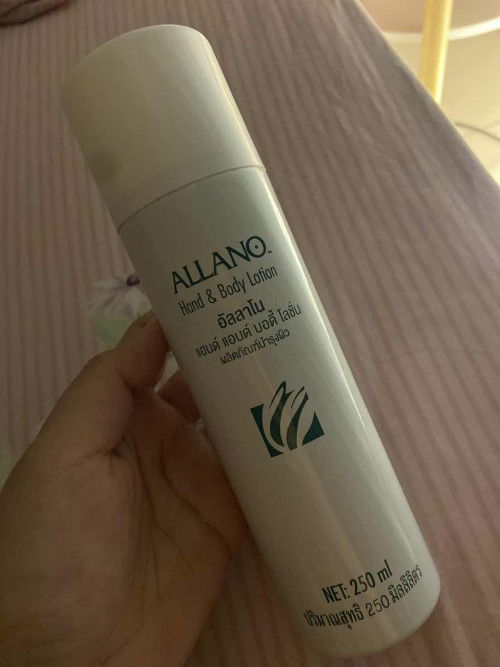 ALLANO™
Hand & Body Lotion
อัลลาโน
แฮนด์ แอนด์ บอดี้ โลชั่น
ผลิตภัณฑ์บำรุงผิว
NET: 250 ml
ปริมาณสุทธิ 250 มิลลิลิตร